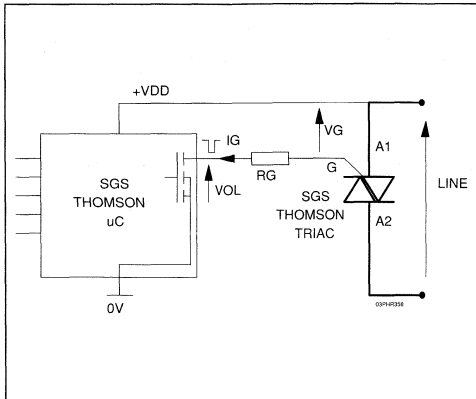 +VDD
IG
VG
A1
G
RG
SGS
THOMSON
uC
VOL
LINE
SGS
THOMSON
TRIAC
A2
0V
03PHR358